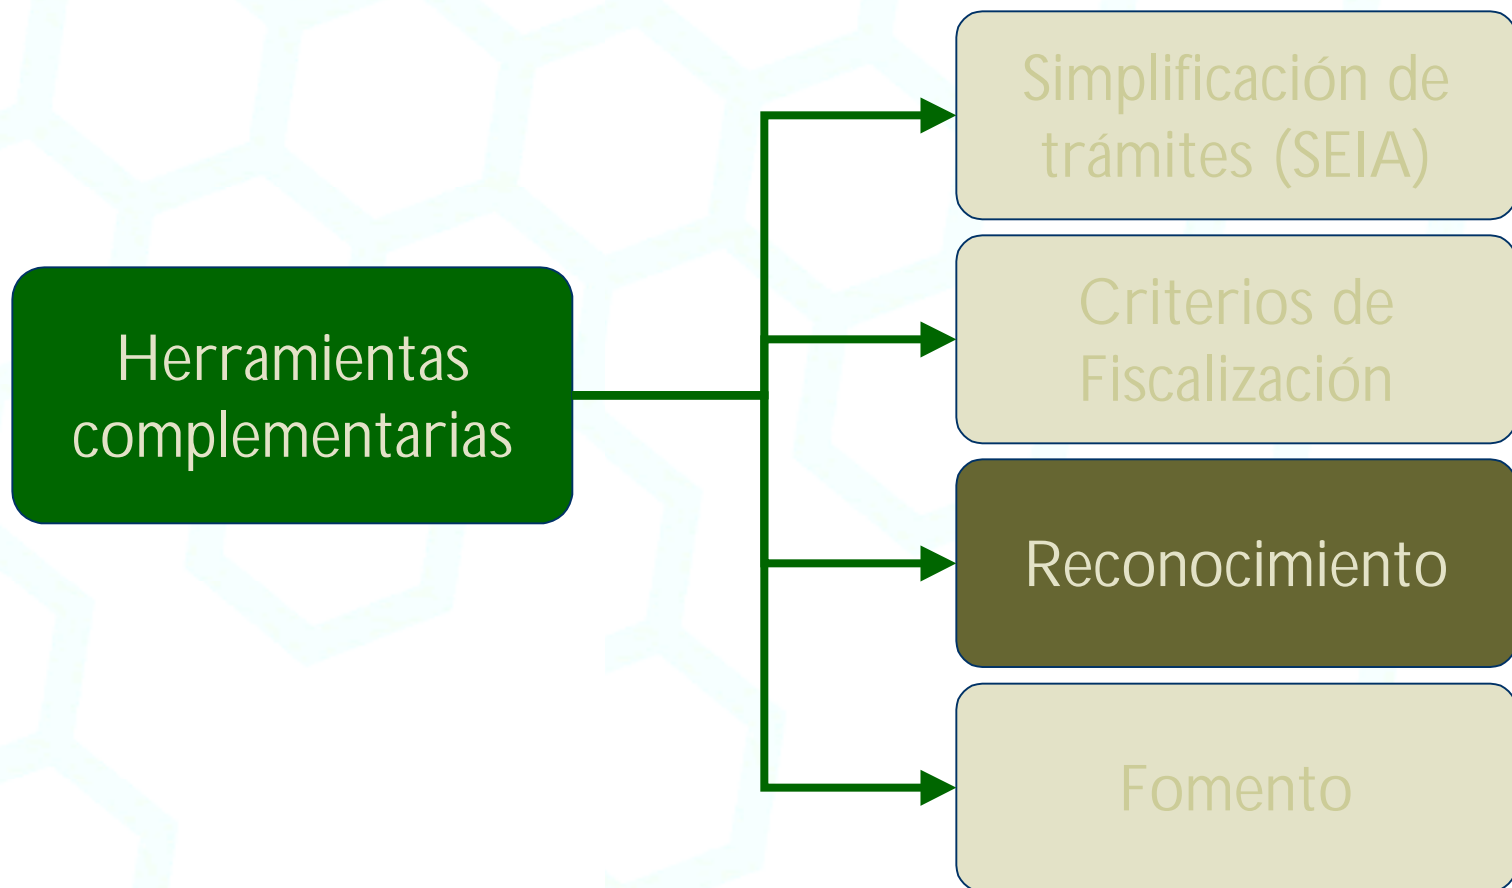 Herramientas
complementarias
Simplificación de
trámites (SEIA)
Criterios de
Fiscalización
Reconocimiento
Fomento